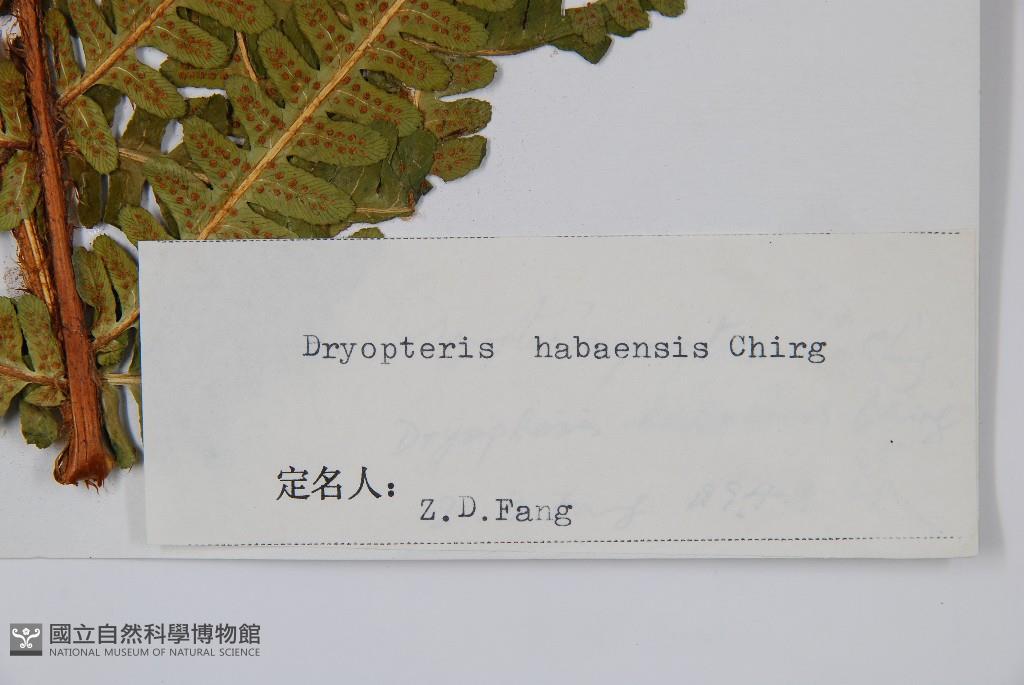 Dryopteris habaensis Chirg
定名人：
Z.D.Fang
國立自然科學博物館
NATIONAL MUSEUM OF NATURAL SCIENCE